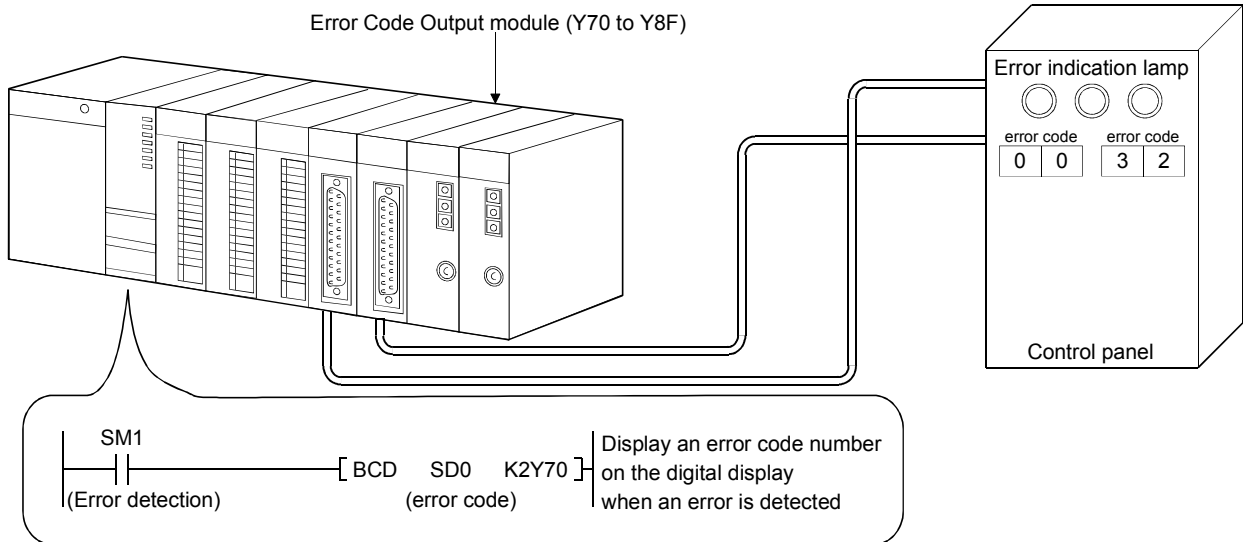 Error Code Output module (Y70 to Y8F)
Error indication lamp
error code error code
0 0 3 2
Control panel
SM1
(Error detection)
BCD SD0 K2Y70
(error code)
Display an error code number
on the digital display
when an error is detected